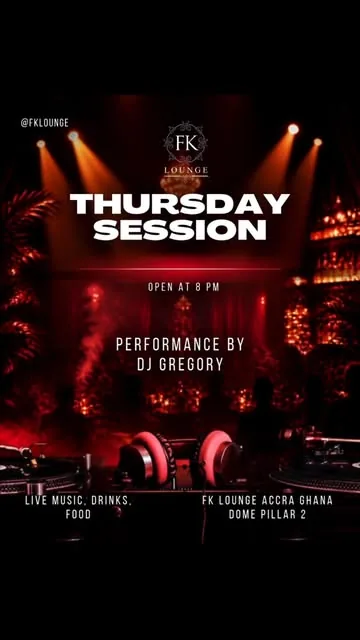 @FKLOUNGE
FK
LOUNGE
THURSDAY
SESSION
OPEN AT 8 PM
PERFORMANCE BY
DJ GREGORY
LIVE MUSIC, DRINKS,
FOOD
FK LOUNGE ACCRA GHANA
DOME PILLAR 2